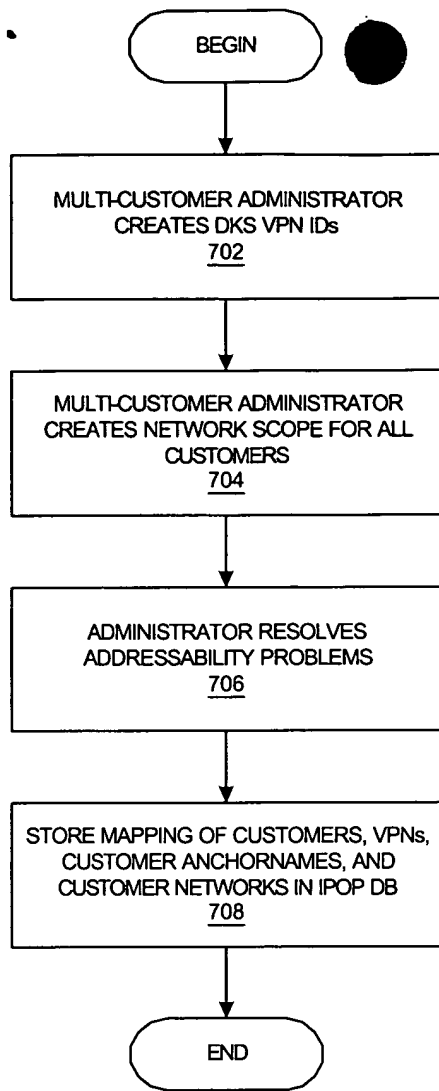 BEGIN
MULTI-CUSTOMER ADMINISTRATOR
CREATES DKS VPN IDs
702
MULTI-CUSTOMER ADMINISTRATOR
CREATES NETWORK SCOPE FOR ALL
CUSTOMERS
704
ADMINISTRATOR RESOLVES
ADDRESSABILITY PROBLEMS
706
STORE MAPPING OF CUSTOMERS, VPNs,
CUSTOMER ANCHORNAMES, AND
CUSTOMER NETWORKS IN IPOP DB
708
END